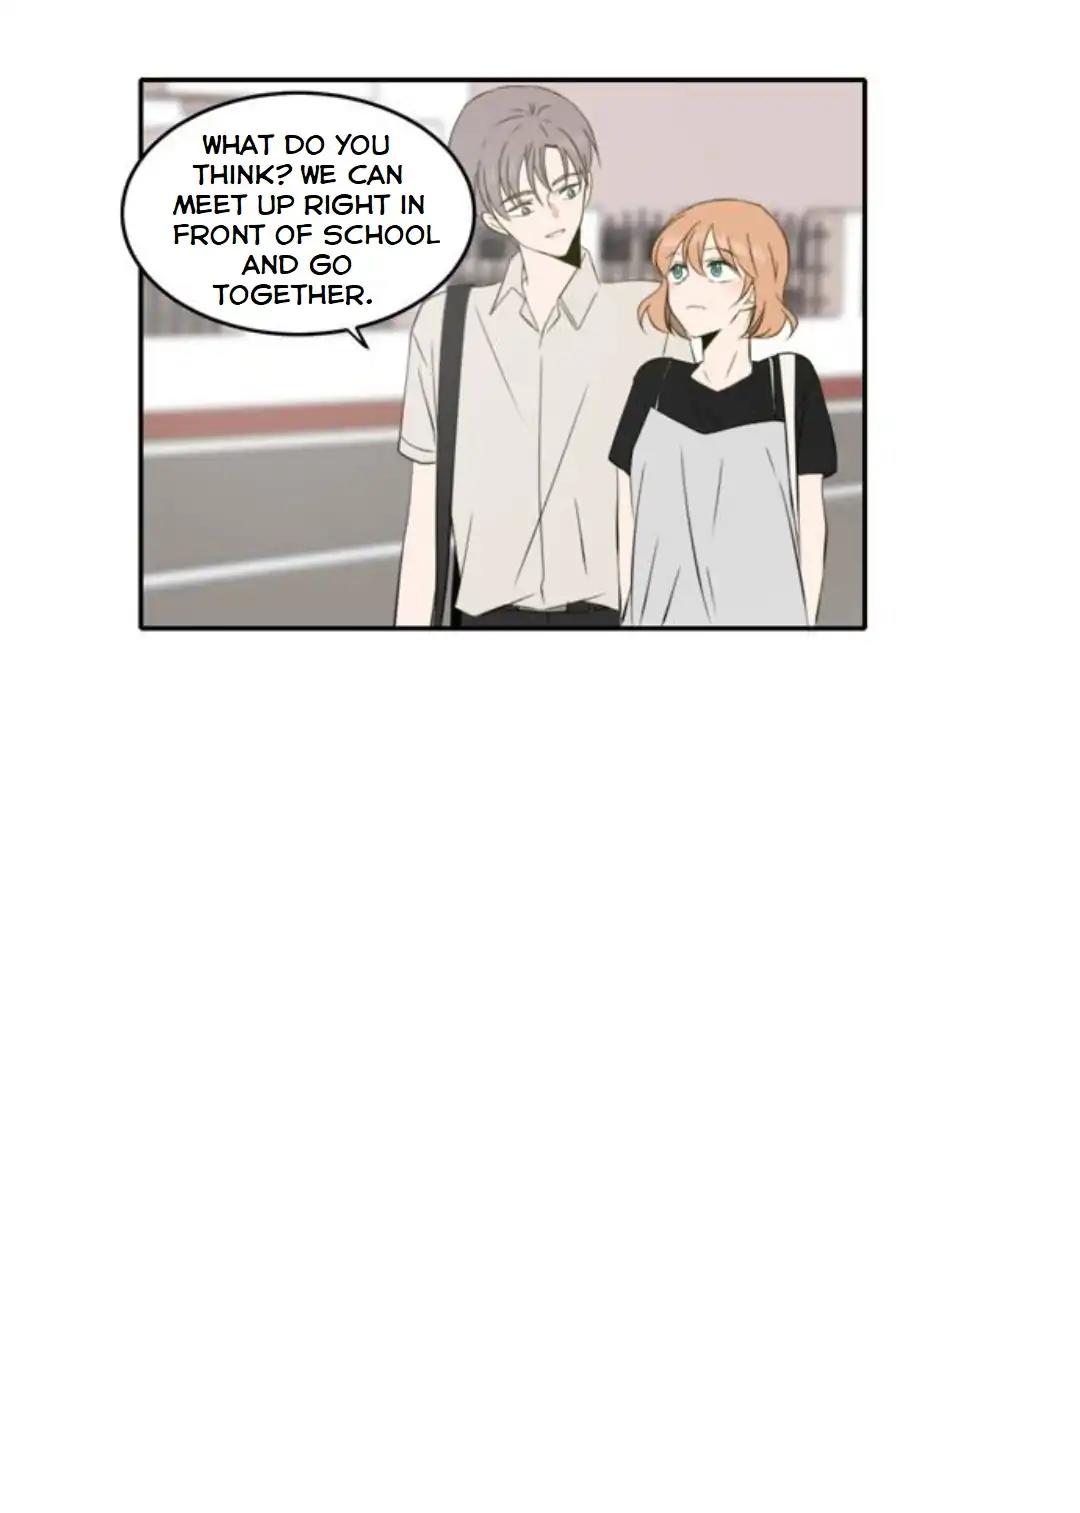 WHAT DO YOU
THINK? WE CAN
MEET UP RIGHT IN
FRONT OF SCHOOL
AND GO
TOGETHER.